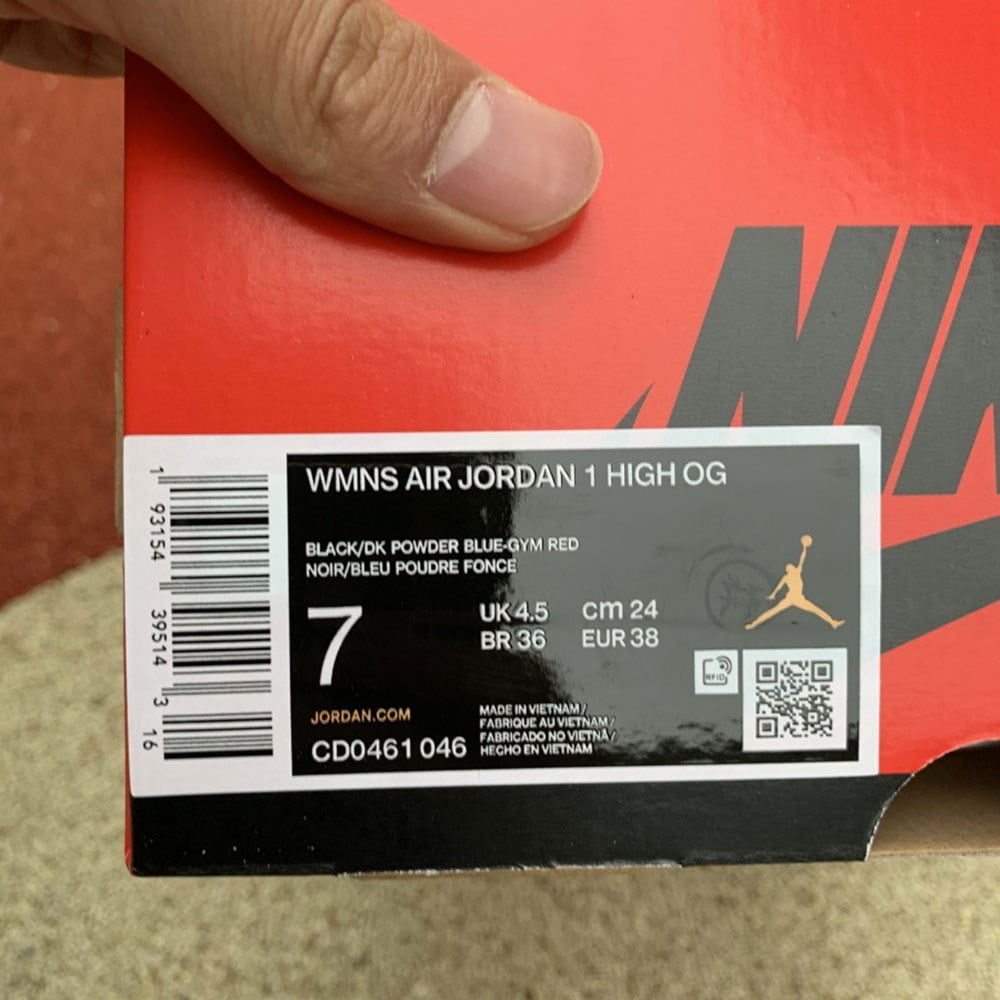 NIK
WMNS AIR JORDAN 1 HIGH OG
BLACK/DK POWDER BLUE-GYM RED
NOIR/BLEU POUDRE FONCE
7
UK 4.5 cm 24
BR 36 EUR 38
RFID
JORDAN.COM
CD0461 046
MADE IN VIETNAM /
FABRIQUE AU VIETNAM /
FABRICADO NO VIETNÃ /
HECHO EN VIETNAM
1 93154 39514 3 16